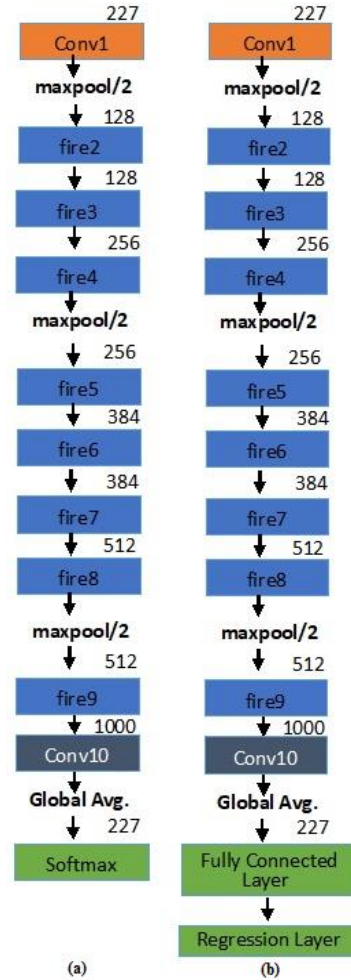 227
Conv1
maxpool/2
128
fire2
128
fire3
256
fire4
maxpool/2
256
fire5
384
fire6
384
fire7
512
fire8
maxpool/2
512
fire9
1000
Conv10
Global Avg.
227
Softmax
(a)
227
Conv1
maxpool/2
128
fire2
128
fire3
256
fire4
maxpool/2
256
fire5
384
fire6
384
fire7
512
fire8
maxpool/2
512
fire9
1000
Conv10
Global Avg.
227
Fully Connected
Layer
Regression Layer
(b)